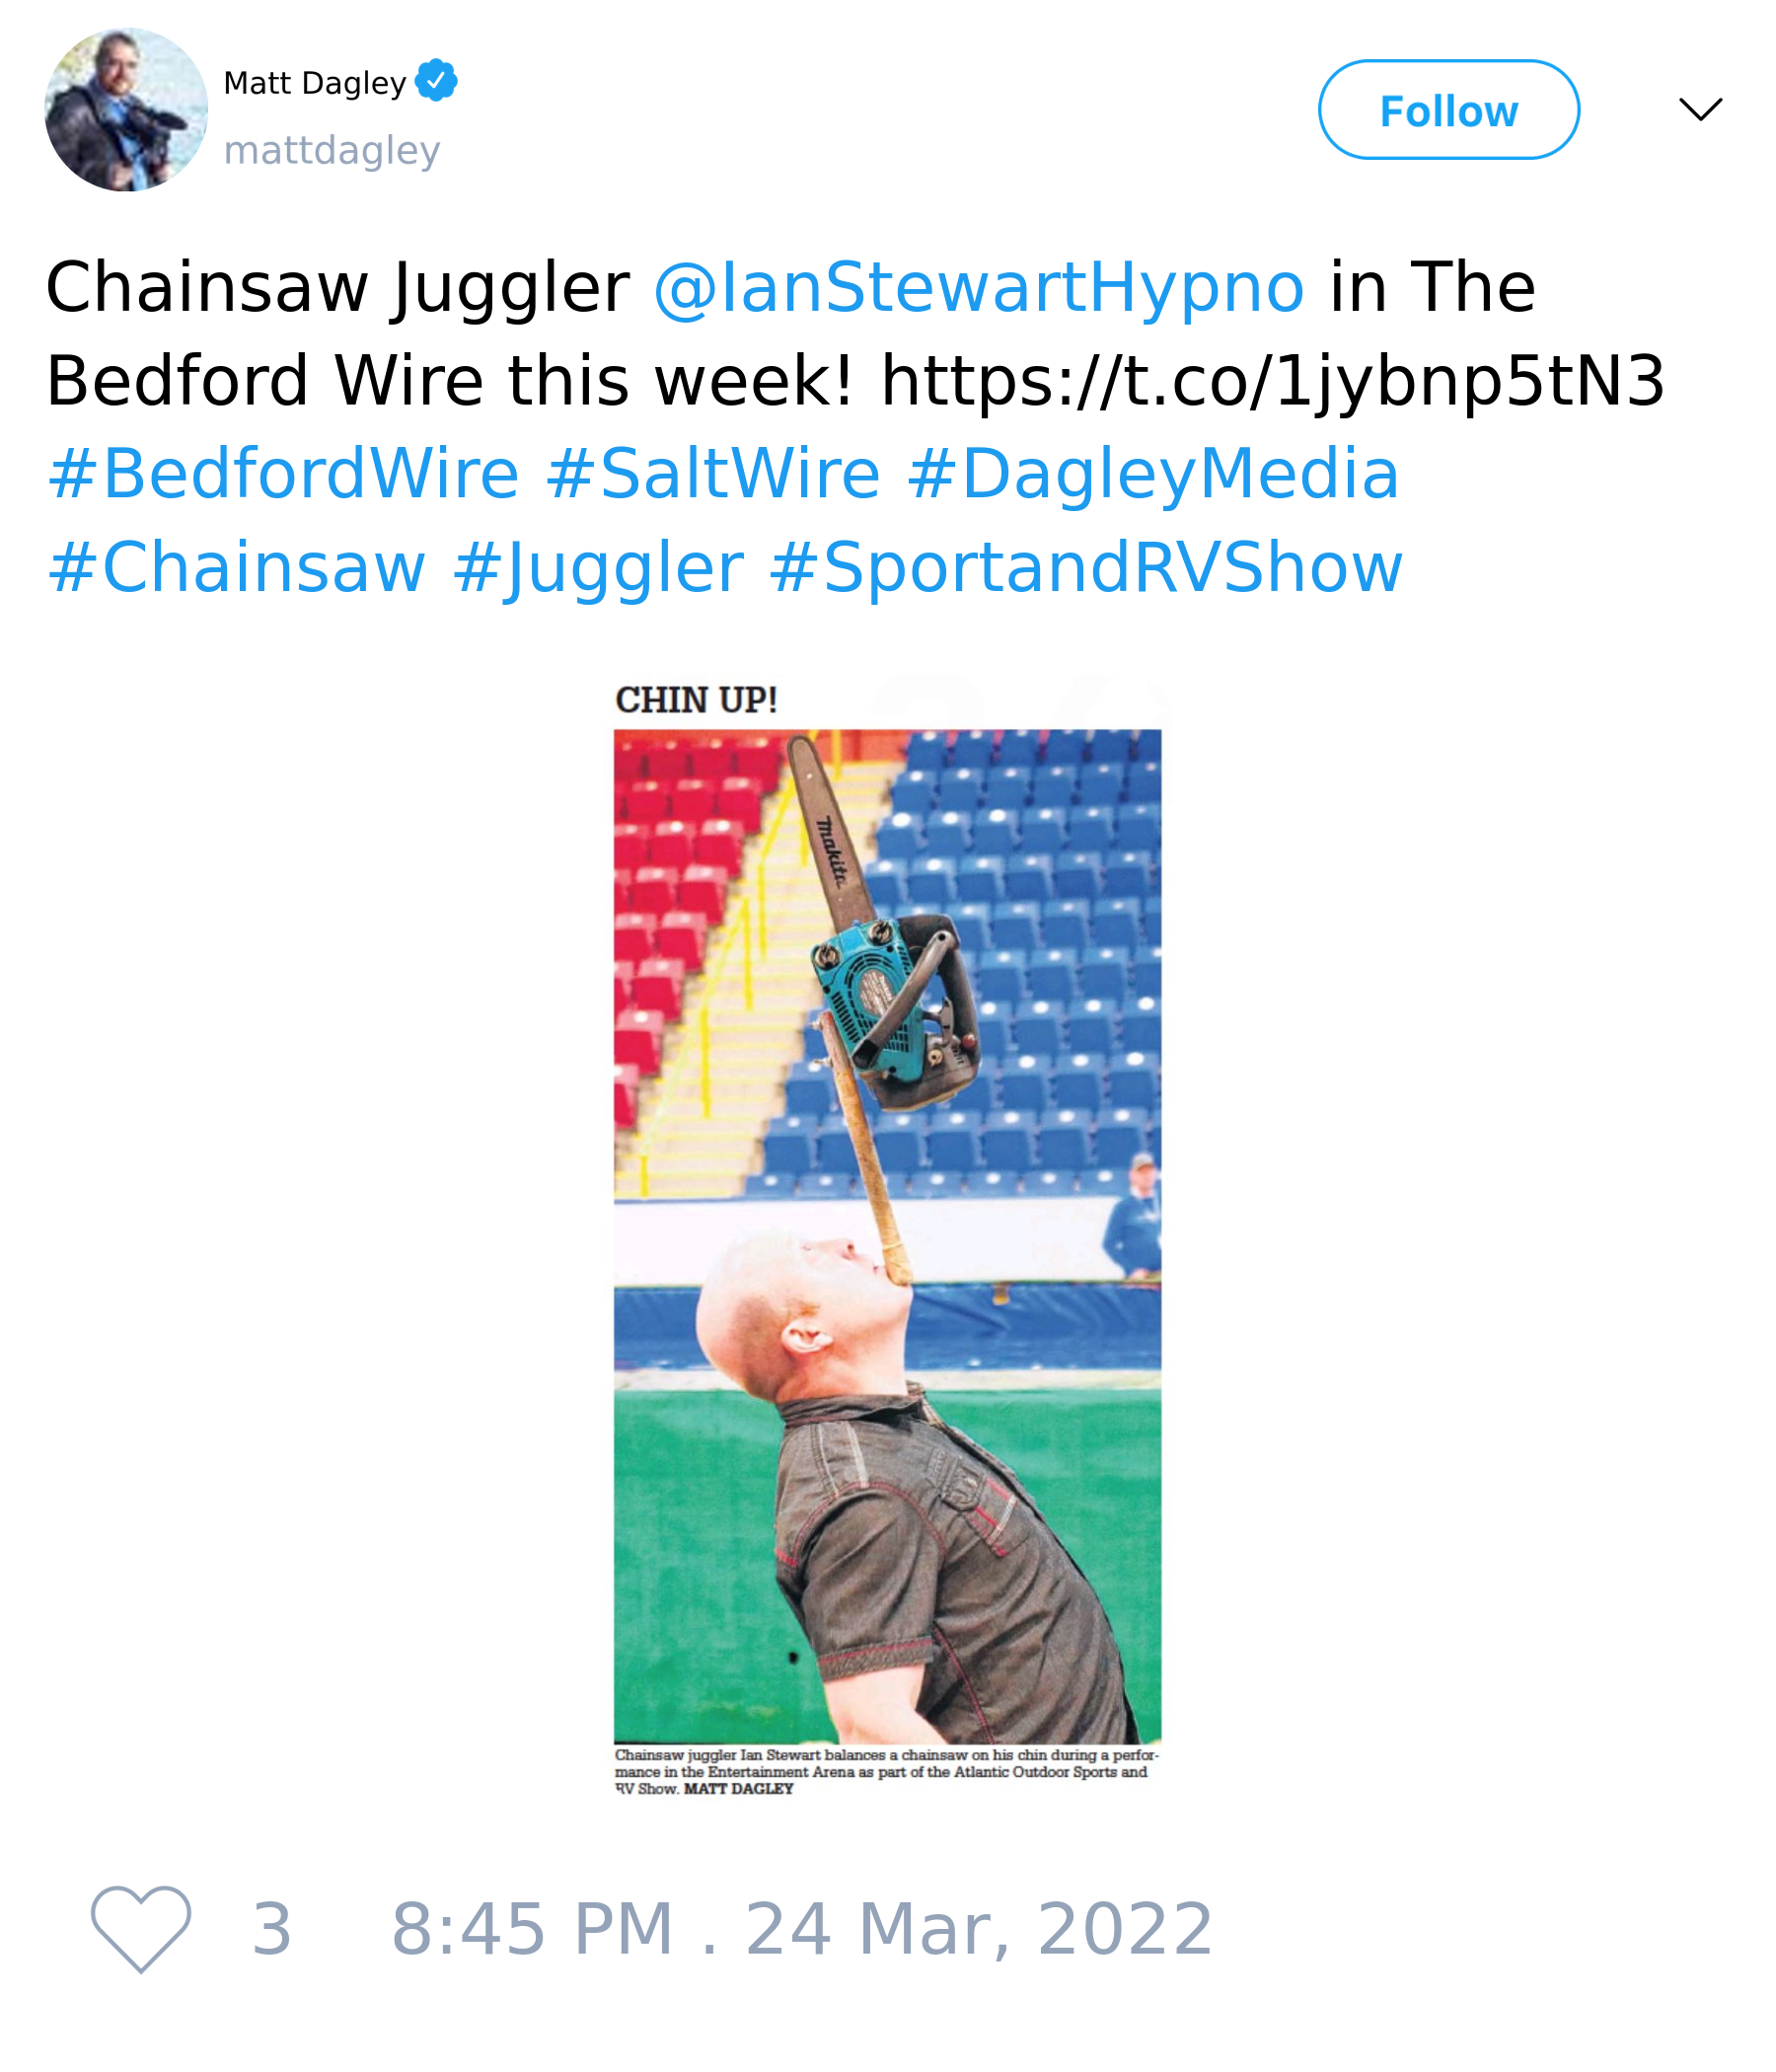 Matt Dagley
mattdagley
Follow
Chainsaw Juggler @IanStewartHypno in The
Bedford Wire this week! https://t.co/1jybnp5tN3
#BedfordWire #SaltWire #DagleyMedia
#Chainsaw #Juggler #SportandRVShow
CHIN UP!
makita
Chainsaw juggler Ian Stewart balances a chainsaw on his chin during a perfor-
mance in the Entertainment Arena as part of the Atlantic Outdoor Sports and
RV Show. MATT DAGLEY
3 8:45 PM . 24 Mar, 2022